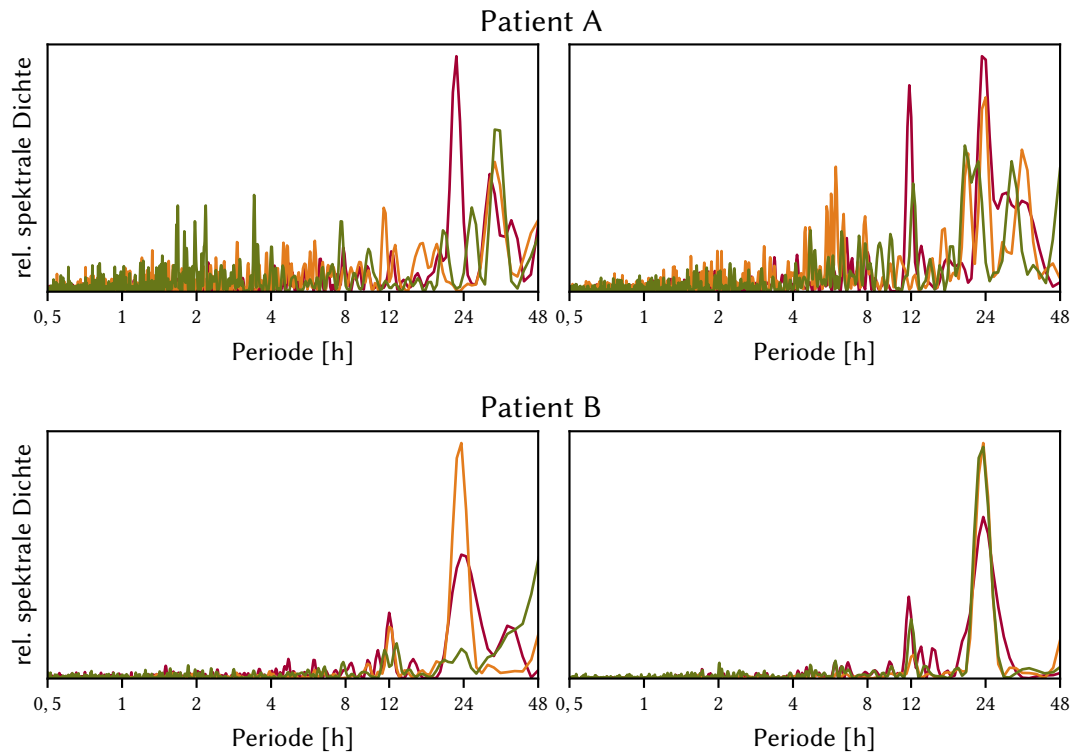 Patient A
rel. spektrale Dichte
0,5 1 2 4 8 12 24 48
0,5 1 2 4 8 12 24 48
Periode [h]
Periode [h]
Patient B
rel. spektrale Dichte
0,5 1 2 4 8 12 24 48
0,5 1 2 4 8 12 24 48
Periode [h]
Periode [h]